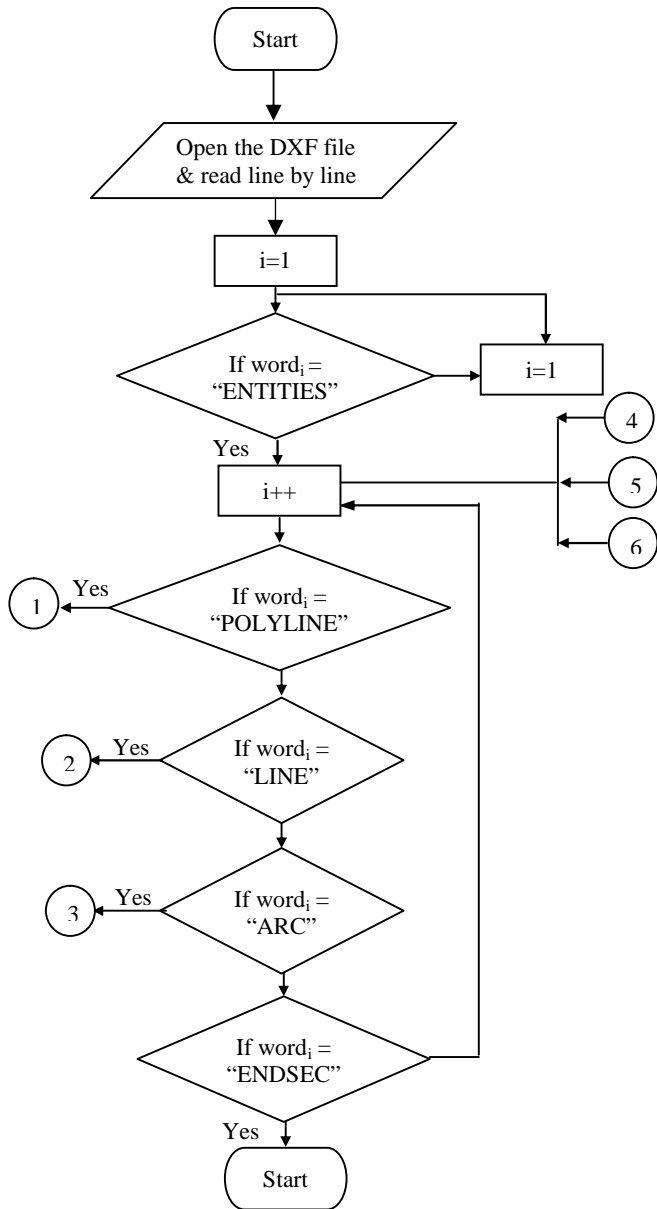 Start
Open the DXF file
& read line by line
i=1
If wordᵢ =
“ENTITIES”
i=1
4
Yes
i++
5
6
Yes
If wordᵢ =
“POLYLINE”
1
Yes
If wordᵢ =
“LINE”
2
Yes
If wordᵢ =
“ARC”
3
If wordᵢ =
“ENDSEC”
Yes
Start